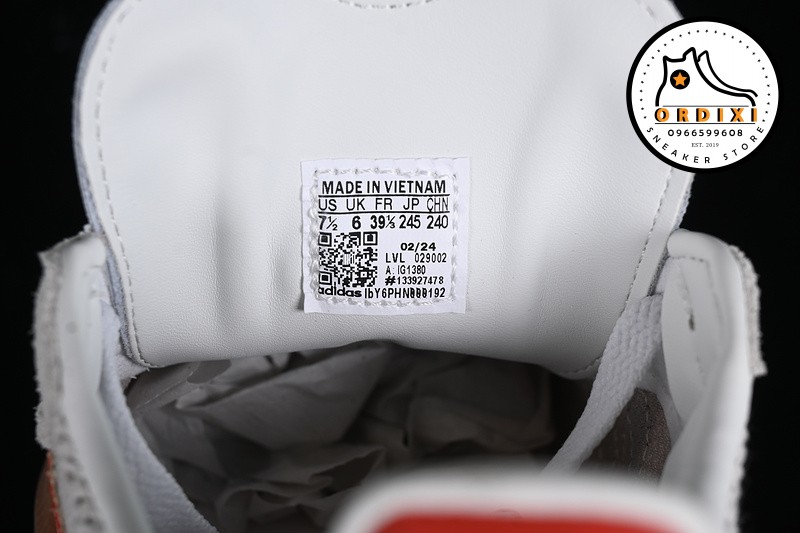 ORDIXI
0966599608
EST. 2019
SNEAKER STORE
MADE IN VIETNAM
US UK FR JP CHN
7½ 6 39⅓ 245 240
02/24
LVL 029002
A: IG1380
#133927478
adidas